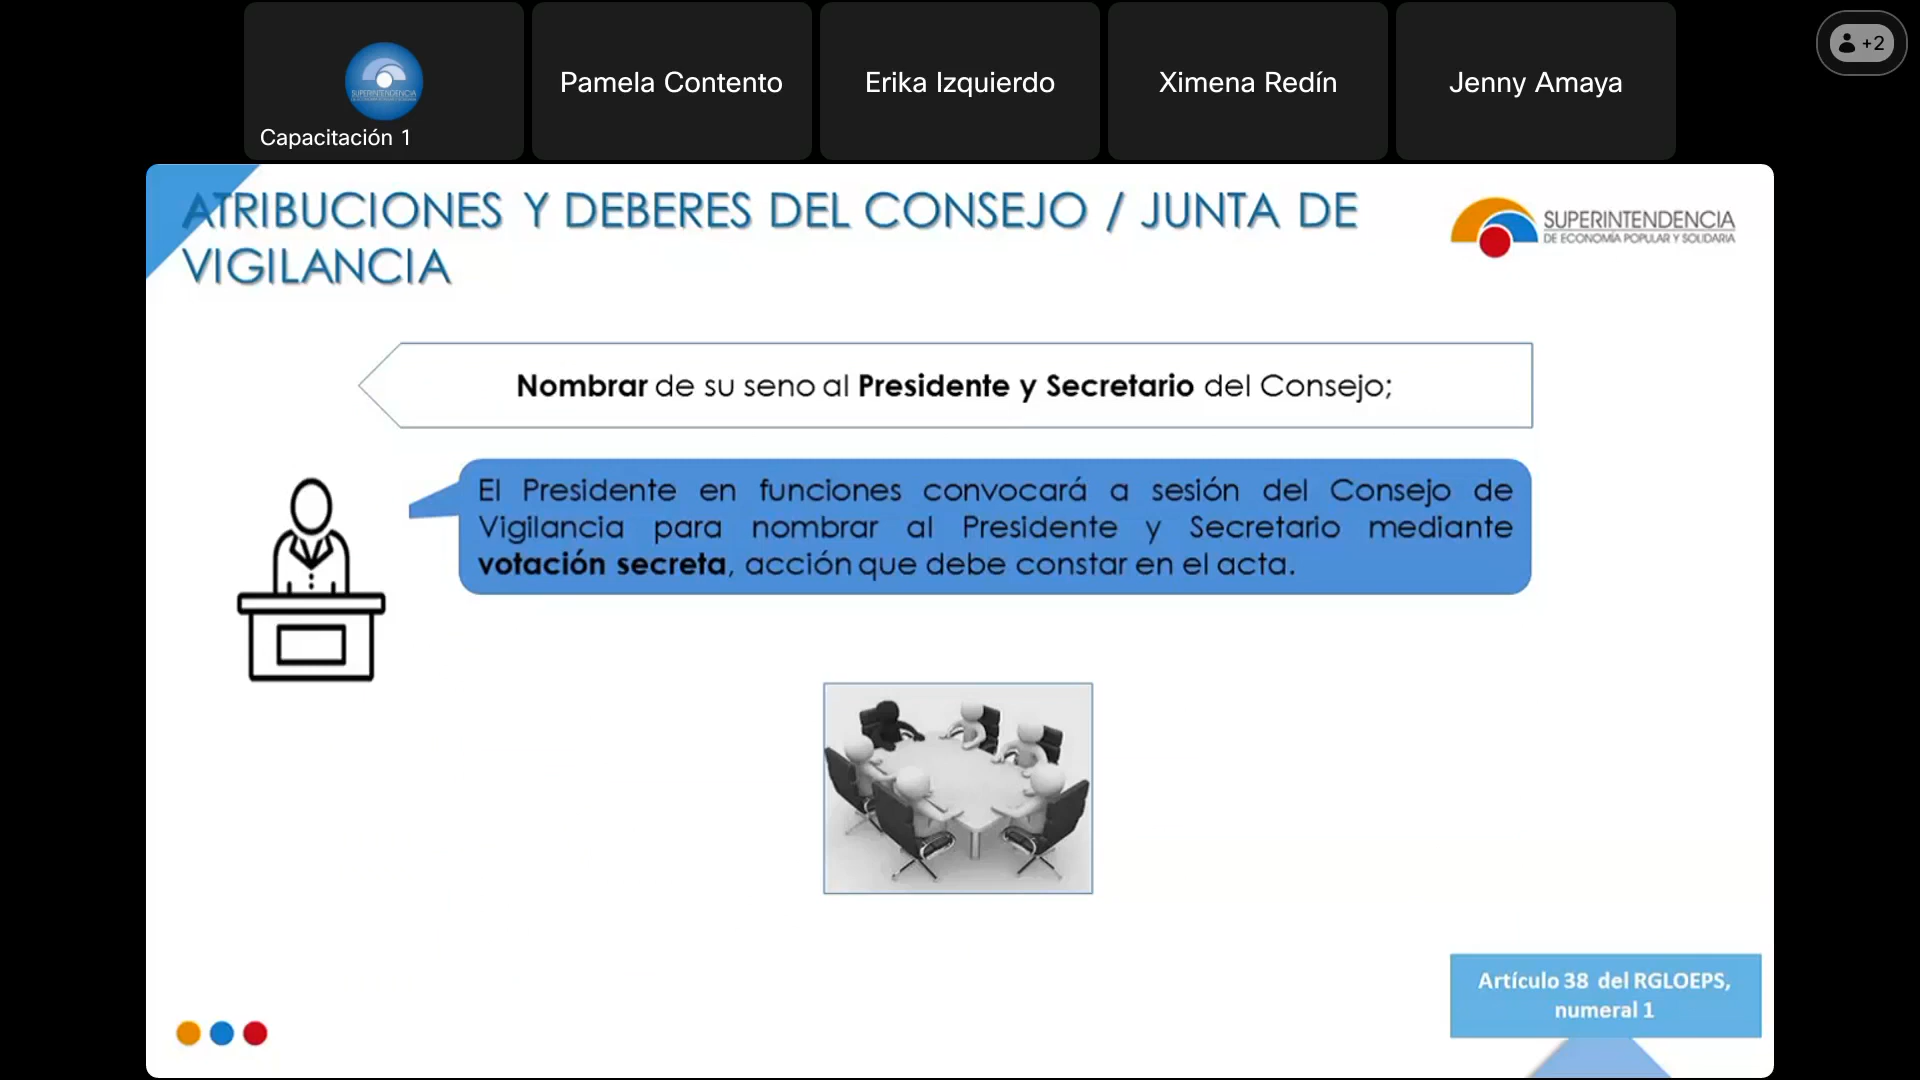 Capacitación 1
Pamela Contento
Erika Izquierdo
Ximena Redín
Jenny Amaya
+2
ATRIBUCIONES Y DEBERES DEL CONSEJO / JUNTA DE
VIGILANCIA
SUPERINTENDENCIA
DE ECONOMÍA POPULAR Y SOLIDARIA
Nombrar de su seno al Presidente y Secretario del Consejo;
El Presidente en funciones convocará a sesión del Consejo de
Vigilancia para nombrar al Presidente y Secretario mediante
votación secreta, acción que debe constar en el acta.
Artículo 38 del RGLOEPS,
numeral 1